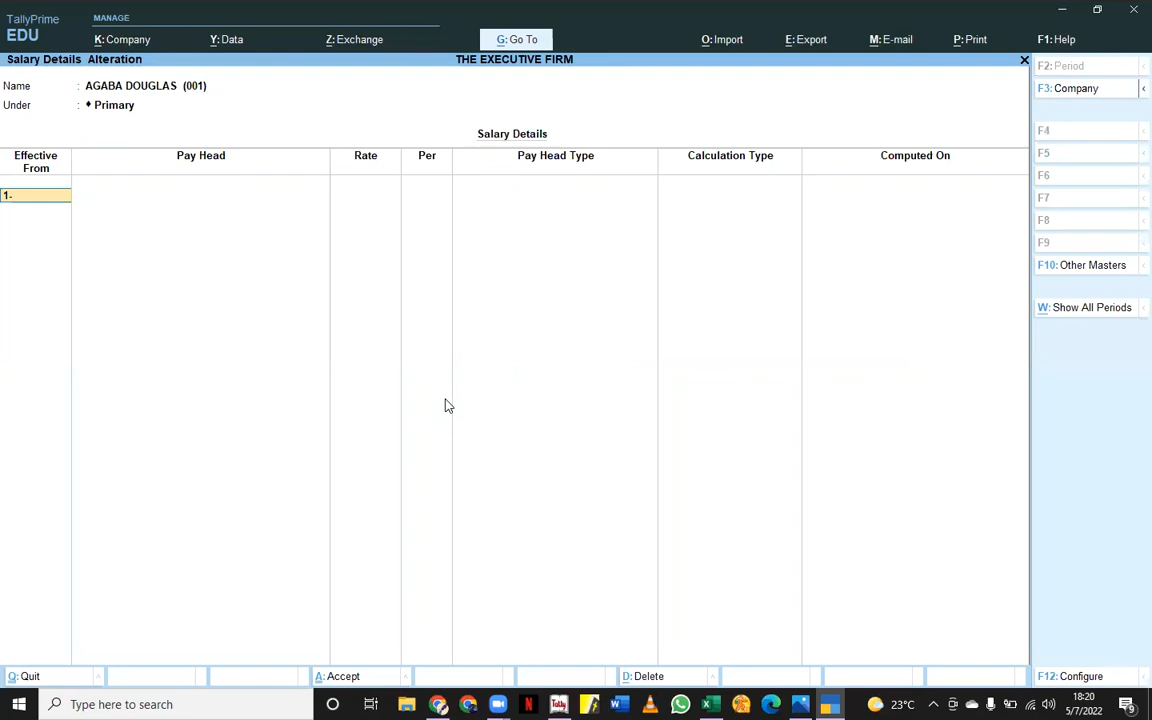 TallyPrime
EDU
MANAGE
K: Company
Y: Data
Z: Exchange
G: Go To
O: Import
E: Export
M: E-mail
P: Print
F1: Help
Salary Details Alteration
THE EXECUTIVE FIRM
F2: Period
Name : AGABA DOUGLAS (001)
F3: Company
Under : ♦ Primary
Salary Details
F4
Effective From
Pay Head
Rate
Per
Pay Head Type
Calculation Type
Computed On
F5
F6
1-
F7
F8
F9
F10: Other Masters
W: Show All Periods
Q: Quit
A: Accept
D: Delete
F12: Configure
Type here to search
Tally
23°C
18:20
5/7/2022
9